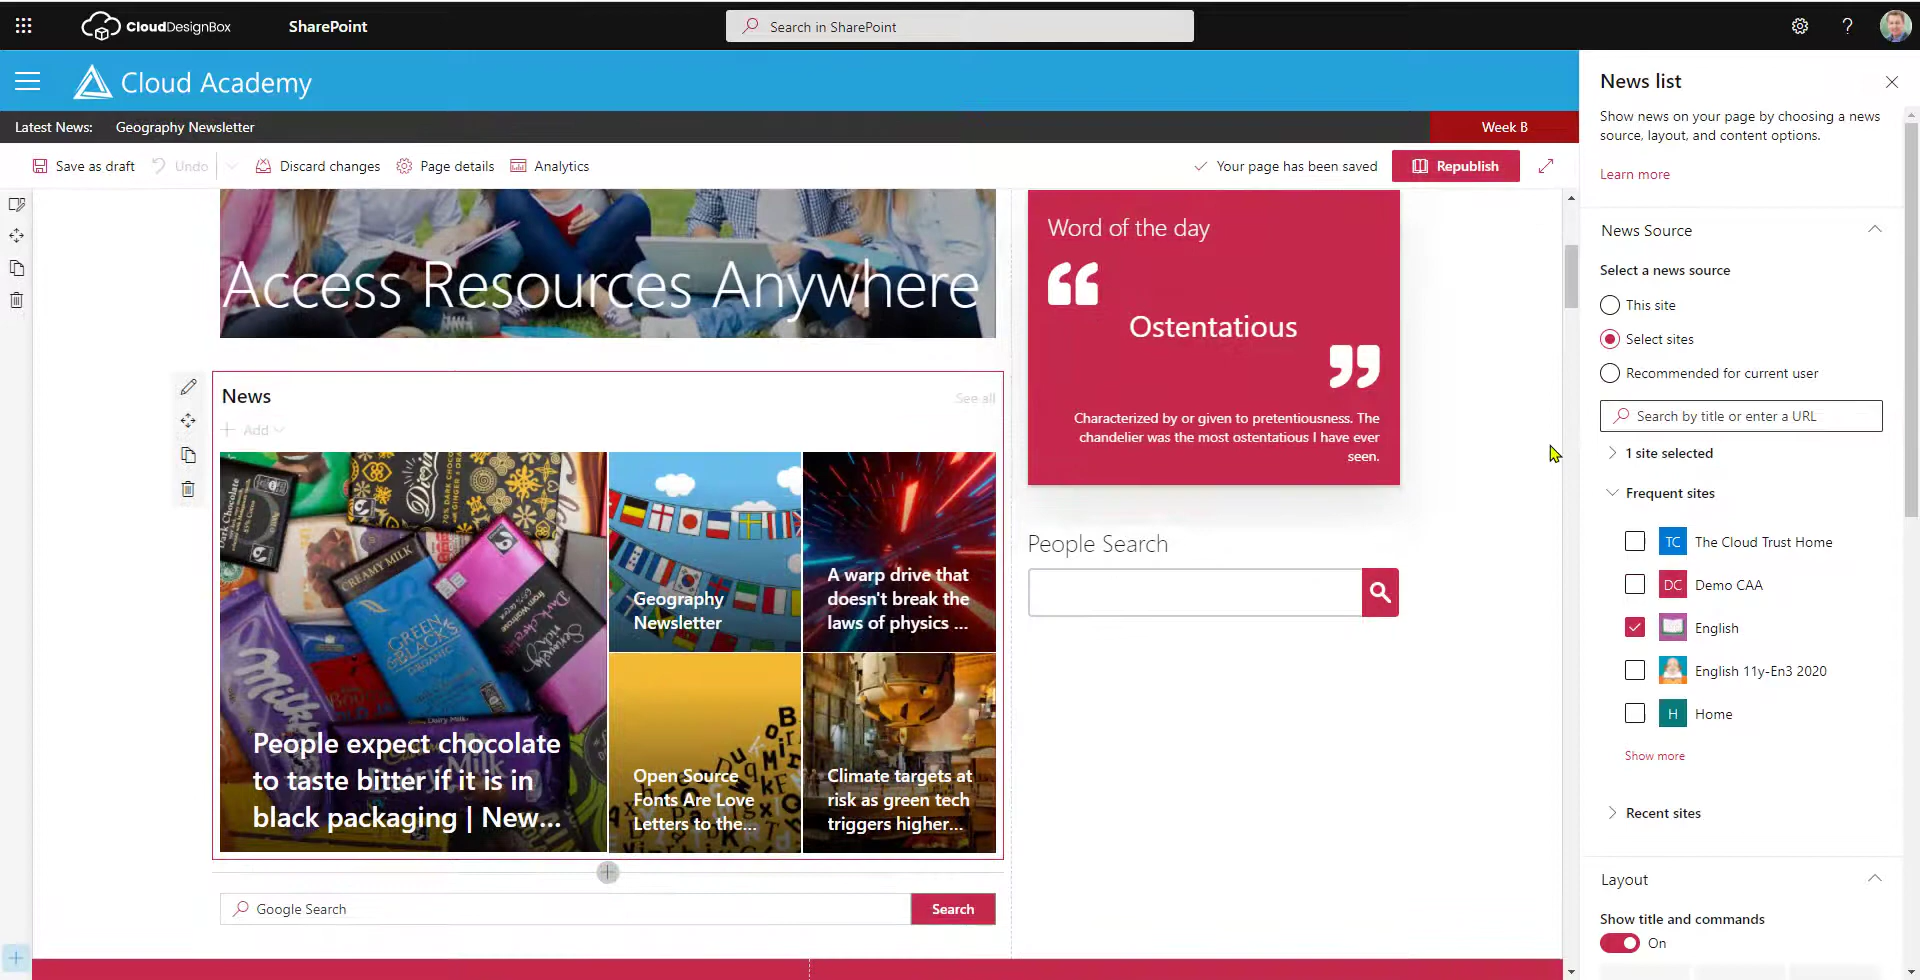 CloudDesignBox
SharePoint
Search in SharePoint
?
Cloud Academy
Latest News:
Geography Newsletter
Week B
Save as draft
Undo
Discard changes
Page details
Analytics
Your page has been saved
Republish
Access Resources Anywhere
News
See all
Add
CREAMY MILK
GREEN & BLACK'S
ORGANIC
Milka
Dairy Milk
People expect chocolate
to taste bitter if it is in
black packaging | New...
Geography
Newsletter
A warp drive that
doesn't break the
laws of physics ...
Open Source
Fonts Are Love
Letters to the...
Climate targets at
risk as green tech
triggers higher...
Google Search
Search
Word of the day
Ostentatious
Characterized by or given to pretentiousness. The
chandelier was the most ostentatious I have ever
seen.
People Search
News list
Show news on your page by choosing a news
source, layout, and content options.
Learn more
News Source
Select a news source
This site
Select sites
Recommended for current user
Search by title or enter a URL
1 site selected
Frequent sites
TC
The Cloud Trust Home
DC
Demo CAA
English
English 11y-En3 2020
H
Home
Show more
Recent sites
Layout
Show title and commands
On